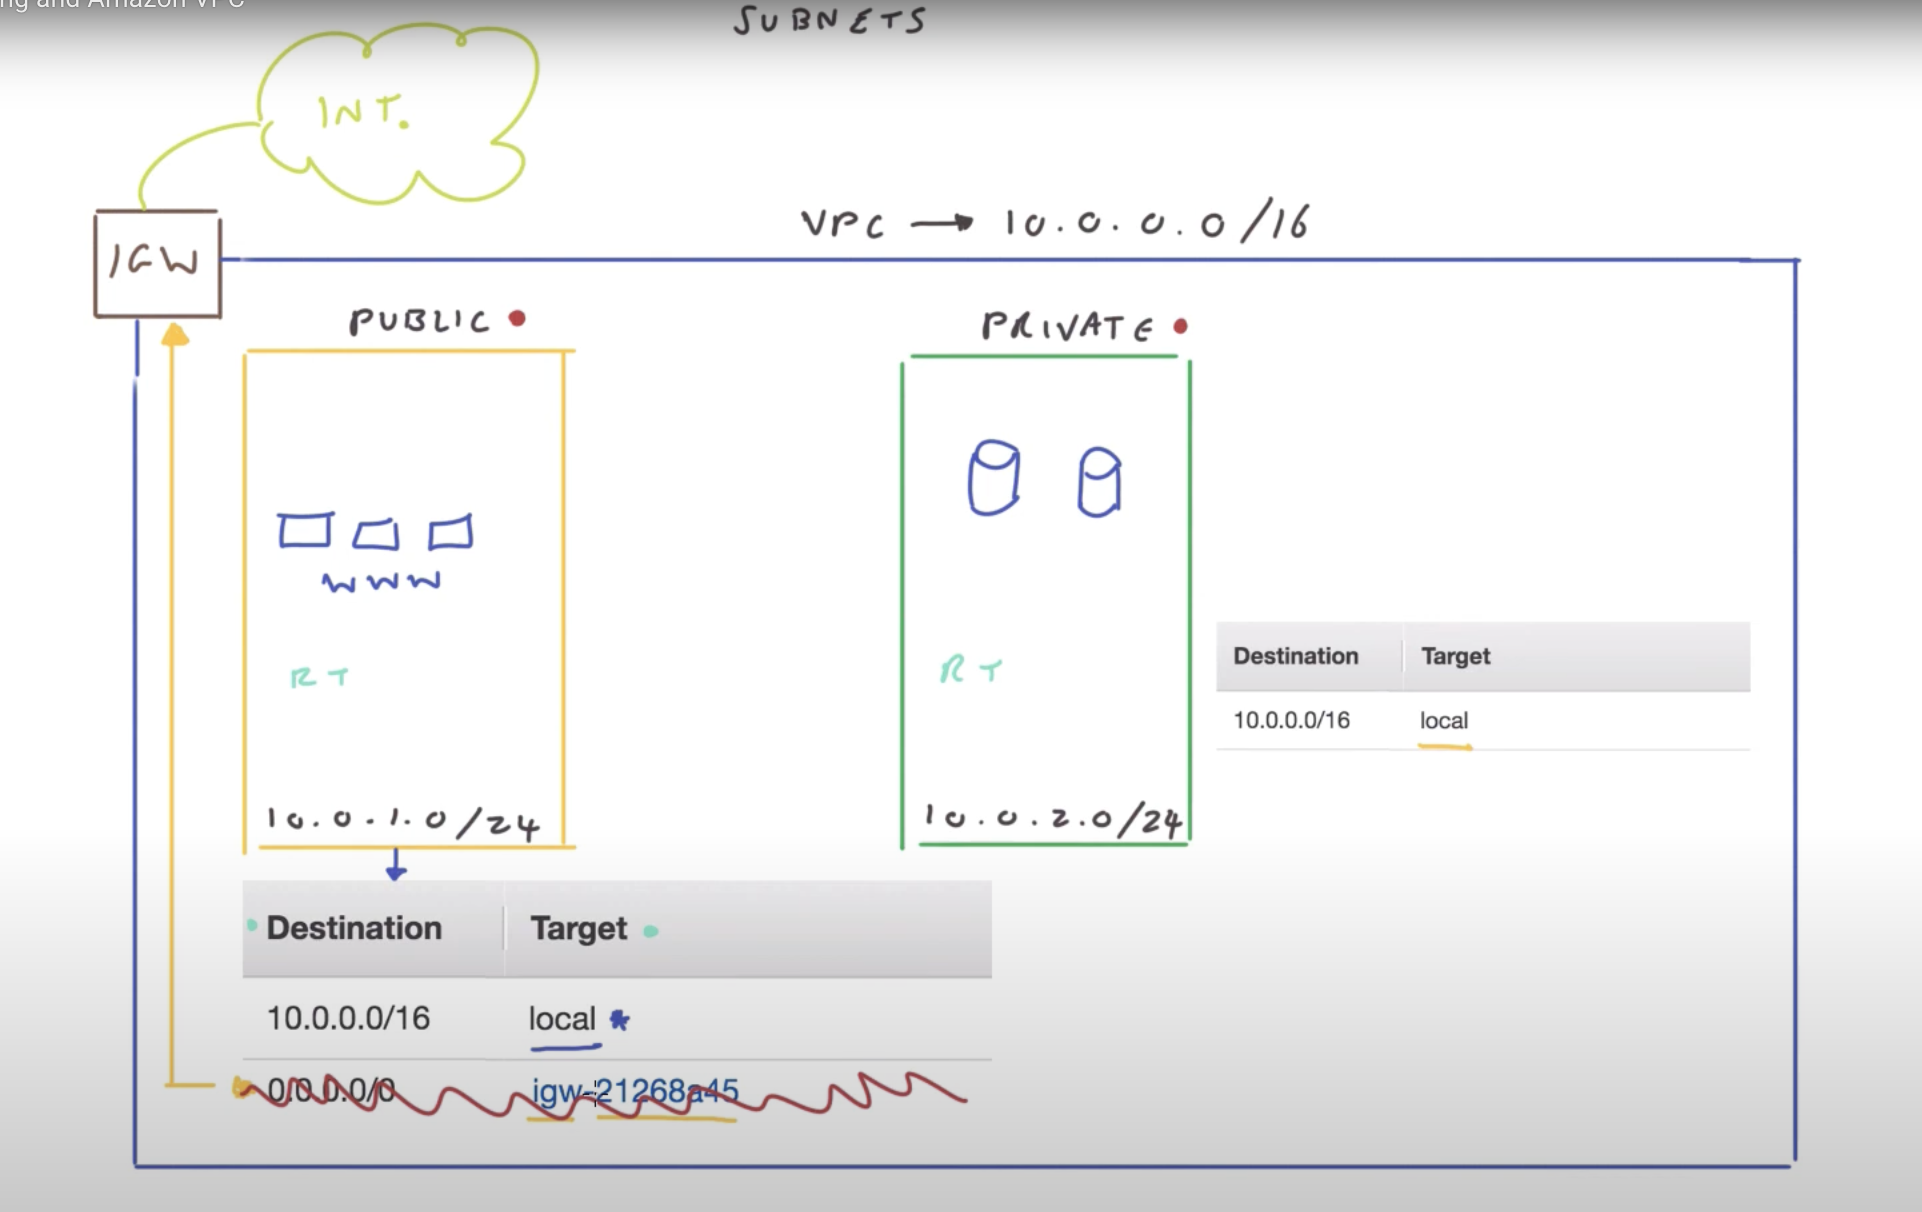 ng and Amazon VPC
SUBNETS
INT.
VPC → 10.0.0.0/16
IGW
PUBLIC
PRIVATE
WWW
RT
RT
Destination Target
10.0.0.0/16 local
10.0.1.0/24
10.0.2.0/24
Destination Target
10.0.0.0/16 local *
0.0.0.0/0 igw-21268a45